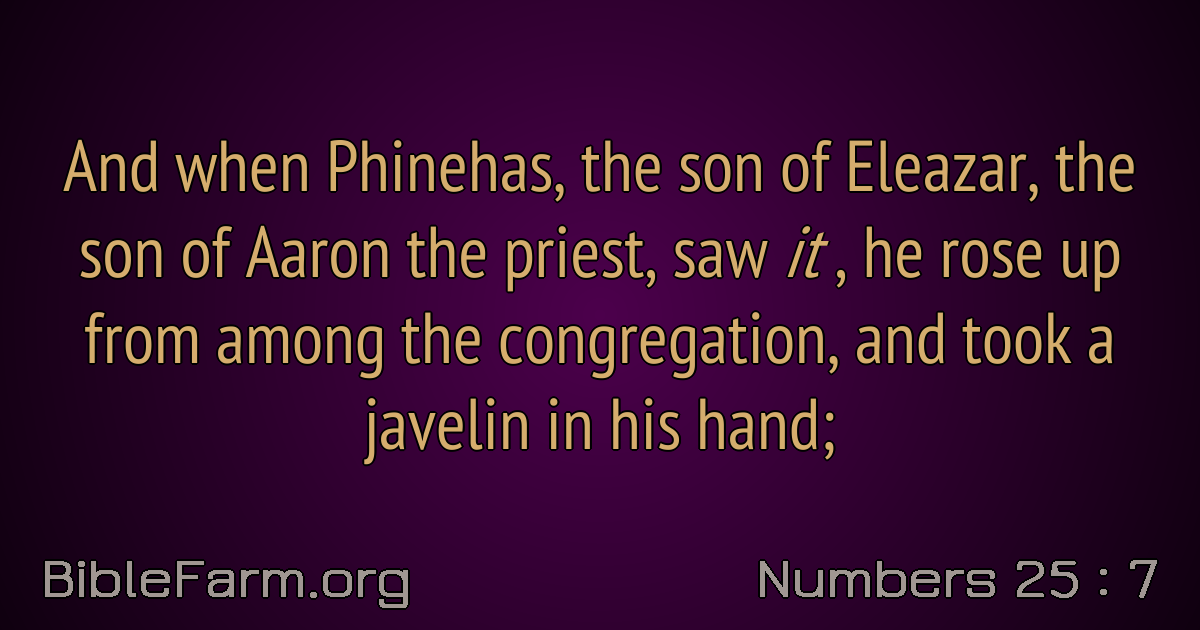 And when Phinehas, the son of Eleazar, the
son of Aaron the priest, saw it , he rose up
from among the congregation, and took a
javelin in his hand;
BibleFarm.org
Numbers 25 : 7